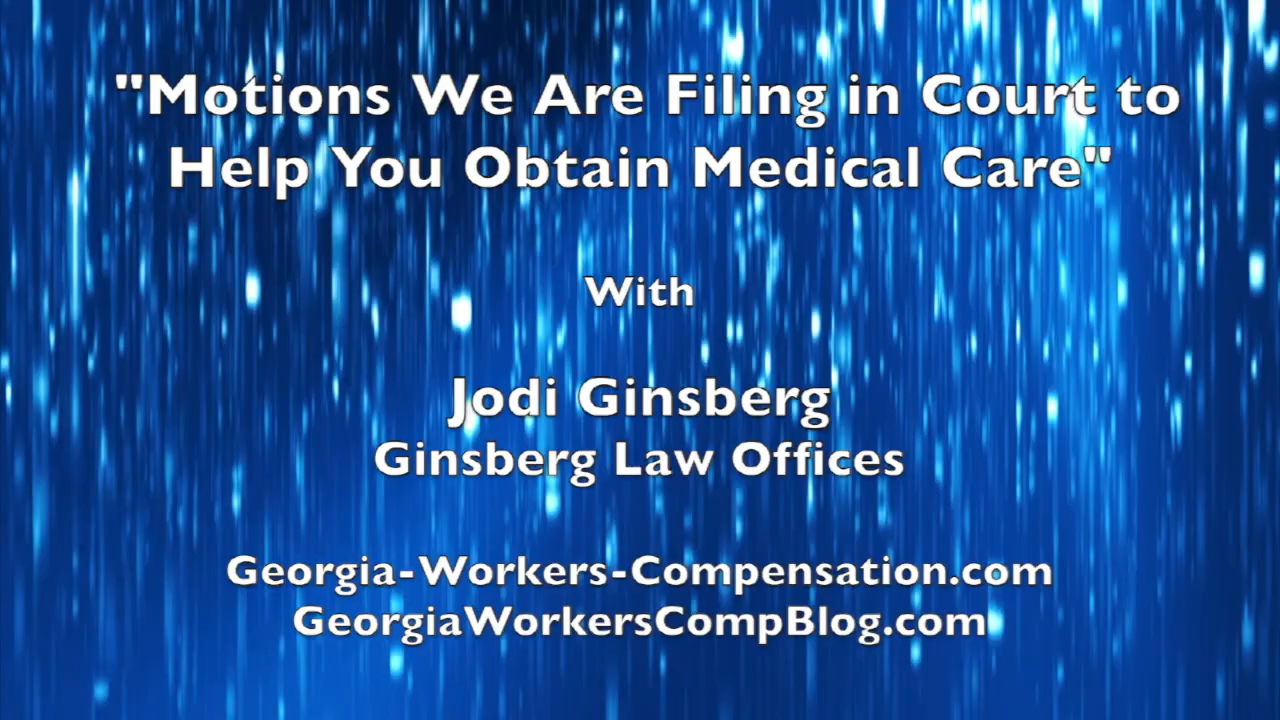 "Motions We Are Filing in Court to
Help You Obtain Medical Care"
With
Jodi Ginsberg
Ginsberg Law Offices
Georgia-Workers-Compensation.com
GeorgiaWorkersCompBlog.com